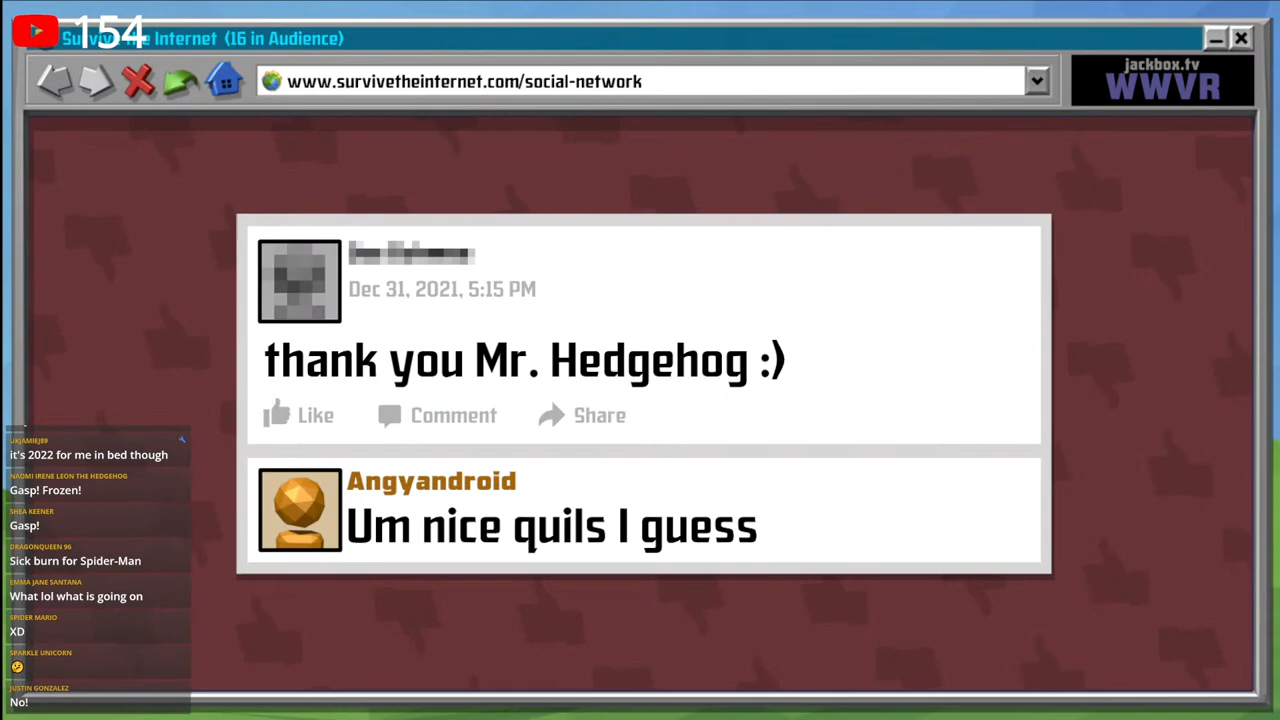 154
Survive the Internet (16 in Audience)
www.survivetheinternet.com/social-network
jackbox.tv
WWVR
Dec 31, 2021, 5:15 PM
thank you Mr. Hedgehog :)
Like Comment Share
Angyandroid
Um nice quils I guess
UKJAMIEJ89
it's 2022 for me in bed though
NAOMI IRENE LEON THE HEDGEHOG
Gasp! Frozen!
SHEA KEENER
Gasp!
DRAGONQUEEN 96
Sick burn for Spider-Man
EMMA JANE SANTANA
What lol what is going on
SPIDER MARIO
XD
SPARKLE UNICORN
JUSTIN GONZALEZ
No!